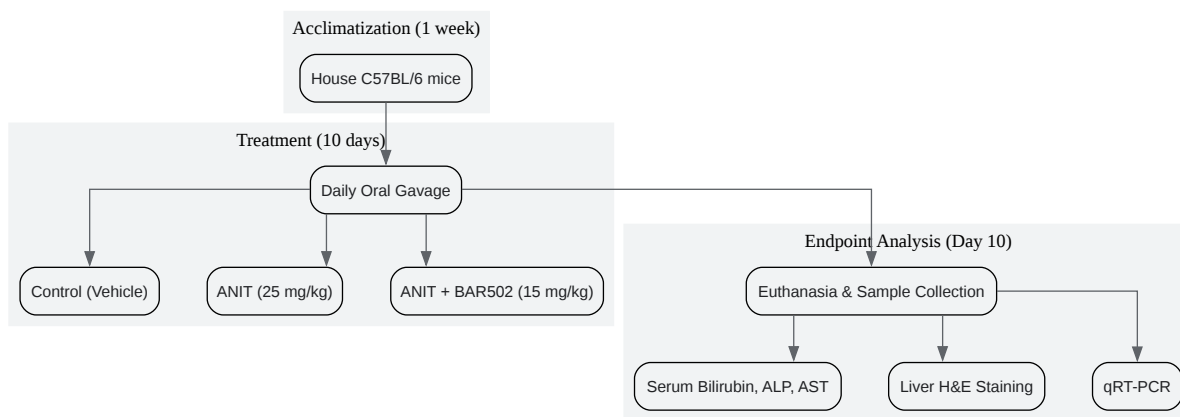 Acclimatization (1 week)
House C57BL/6 mice
Treatment (10 days)
Daily Oral Gavage
Control (Vehicle)
ANIT (25 mg/kg)
ANIT + BAR502 (15 mg/kg)
Endpoint Analysis (Day 10)
Euthanasia & Sample Collection
Serum Bilirubin, ALP, AST
Liver H&E Staining
qRT-PCR